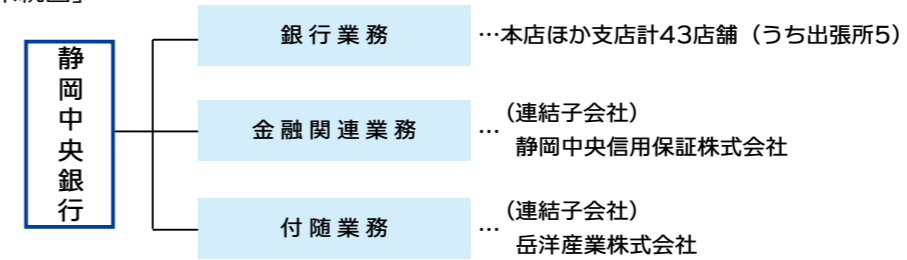 静岡中央銀行
銀行業務 …本店ほか支店計43店舗（うち出張所5）
金融関連業務 …（連結子会社）
静岡中央信用保証株式会社
付随業務 …（連結子会社）
岳洋産業株式会社